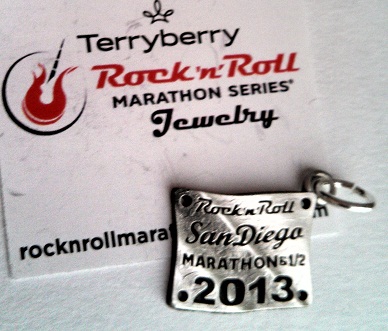 Terryberry
Rock 'n' Roll
MARATHON SERIES®
Jewelry
rocknrollmara
m
Rock 'n' Roll
San Diego
MARATHON & 1/2
2013